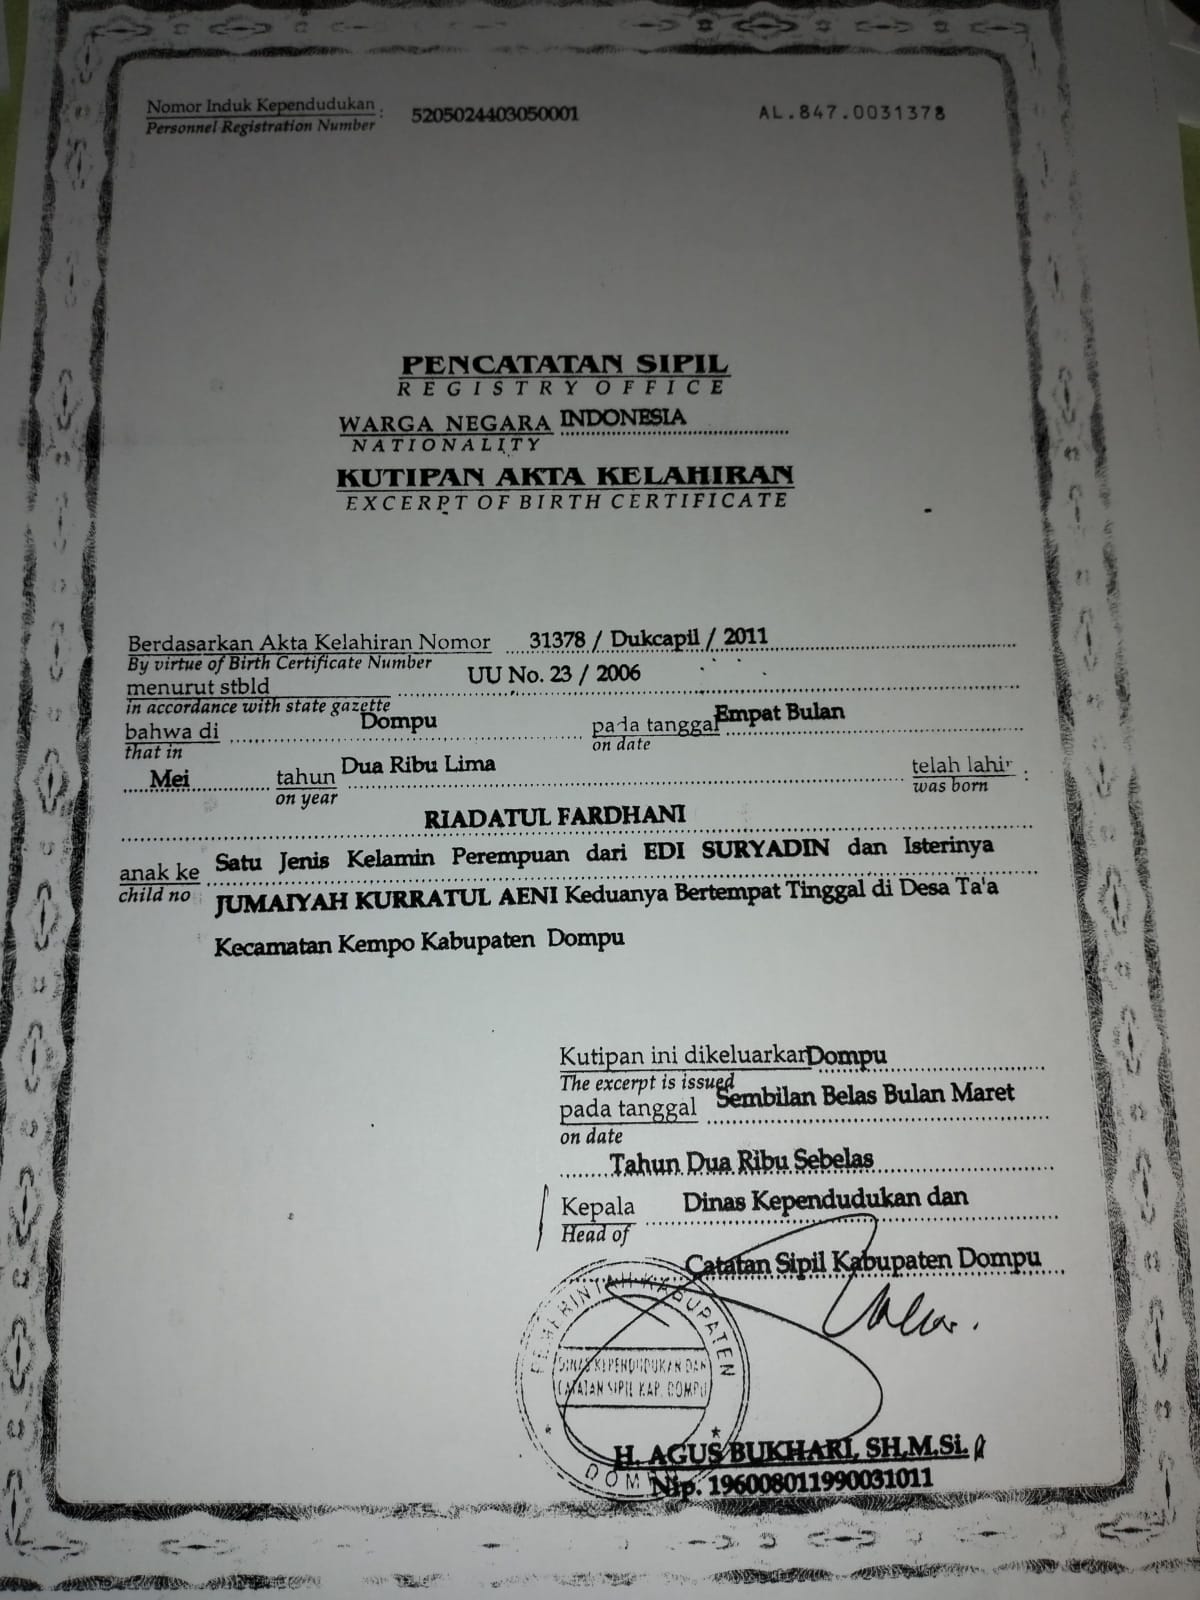 Nomor Induk Kependudukan : 5205024403050001 AL.847.0031378
Personnel Registration Number
PENCATATAN SIPIL
REGISTRY OFFICE
WARGA NEGARA INDONESIA
NATIONALITY
KUTIPAN AKTA KELAHIRAN
EXCERPT OF BIRTH CERTIFICATE
Berdasarkan Akta Kelahiran Nomor 31378 / Dukcapil / 2011
By virtue of Birth Certificate Number
menurut stbld UU No. 23 / 2006
in accordance with state gazette
bahwa di Dompu pada tanggal Empat Bulan
that in on date
Mei tahun Dua Ribu Lima telah lahir :
on year was born
RIADATUL FARDHANI
anak ke Satu Jenis Kelamin Perempuan dari EDI SURYADIN dan Isterinya
child no JUMAIYAH KURRATUL AENI Keduanya Bertempat Tinggal di Desa Ta'a
Kecamatan Kempo Kabupaten Dompu
Kutipan ini dikeluarkan Dompu
The excerpt is issued
pada tanggal Sembilan Belas Bulan Maret
on date
Tahun Dua Ribu Sebelas
Kepala Dinas Kependudukan dan
Head of
Catatan Sipil Kabupaten Dompu
PEMERINTAH KABUPATEN
DINAS KEPENDUDUKAN DAN
CATATAN SIPIL KAB. DOMPU
DOMPU
H. AGUS BUKHARI, SH,M.Si.
Nip. 196008011990031011